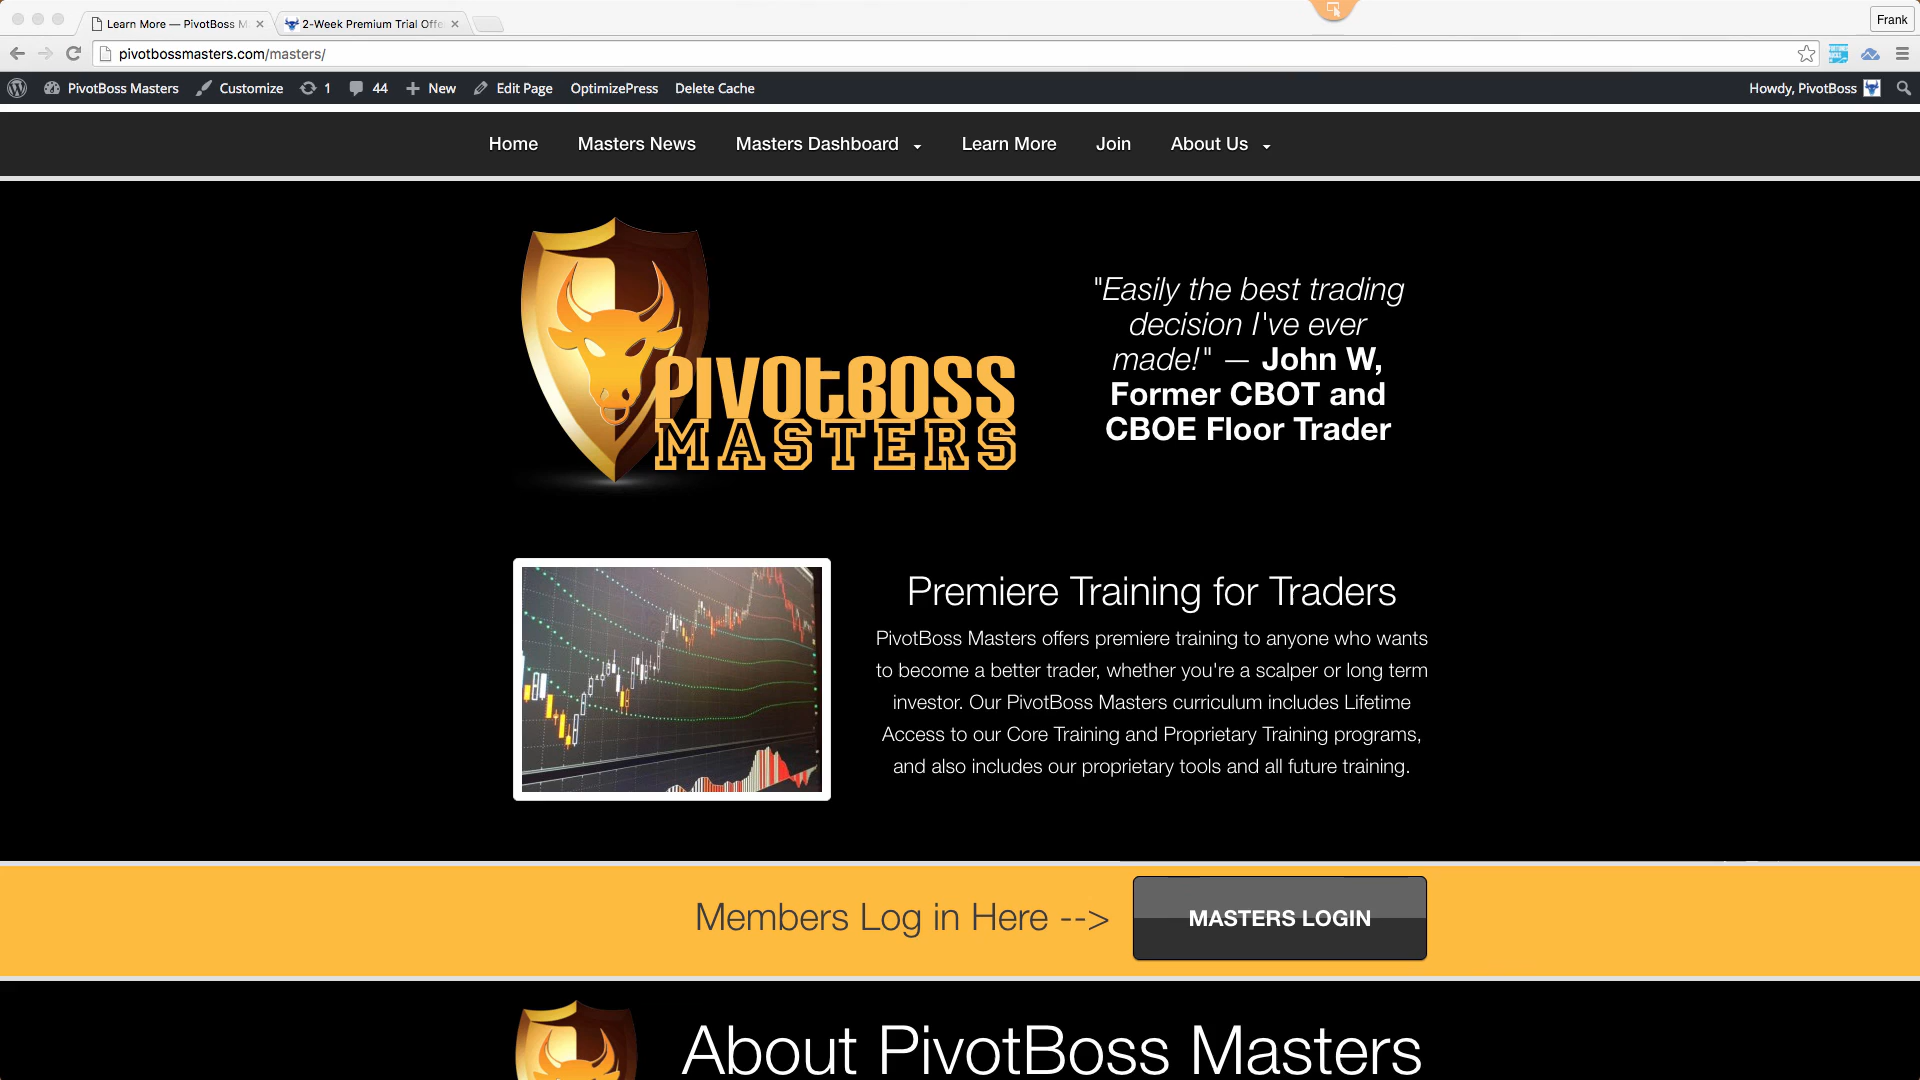 Learn More — PivotBoss M
2-Week Premium Trial Offe
Frank
pivotbossmasters.com/masters/
PivotBoss Masters Customize 1 44 New Edit Page OptimizePress Delete Cache Howdy, PivotBoss
Home Masters News Masters Dashboard Learn More Join About Us
PIVOtBOSS
MASTERS
"Easily the best trading
decision I've ever
made!" — John W,
Former CBOT and
CBOE Floor Trader
Premiere Training for Traders
PivotBoss Masters offers premiere training to anyone who wants
to become a better trader, whether you're a scalper or long term
investor. Our PivotBoss Masters curriculum includes Lifetime
Access to our Core Training and Proprietary Training programs,
and also includes our proprietary tools and all future training.
Members Log in Here -->
MASTERS LOGIN
About PivotBoss Masters